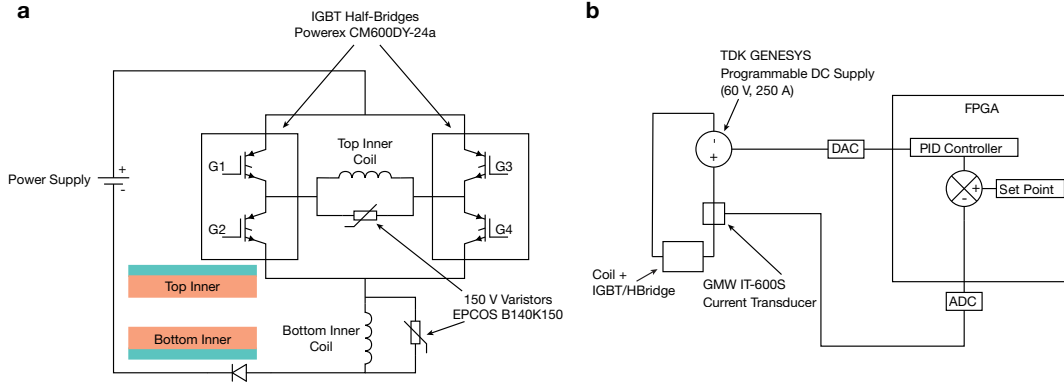 a
IGBT Half-Bridges
Powerex CM600DY-24a
Power Supply
+
-
G1
G2
Top Inner
Coil
G3
G4
Top Inner
Bottom Inner
Bottom Inner
Coil
150 V Varistors
EPCOS B140K150
b
TDK GENESYS
Programmable DC Supply
(60 V, 250 A)
-
+
Coil +
IGBT/HBridge
GMW IT-600S
Current Transducer
DAC
FPGA
PID Controller
+
-
Set Point
ADC